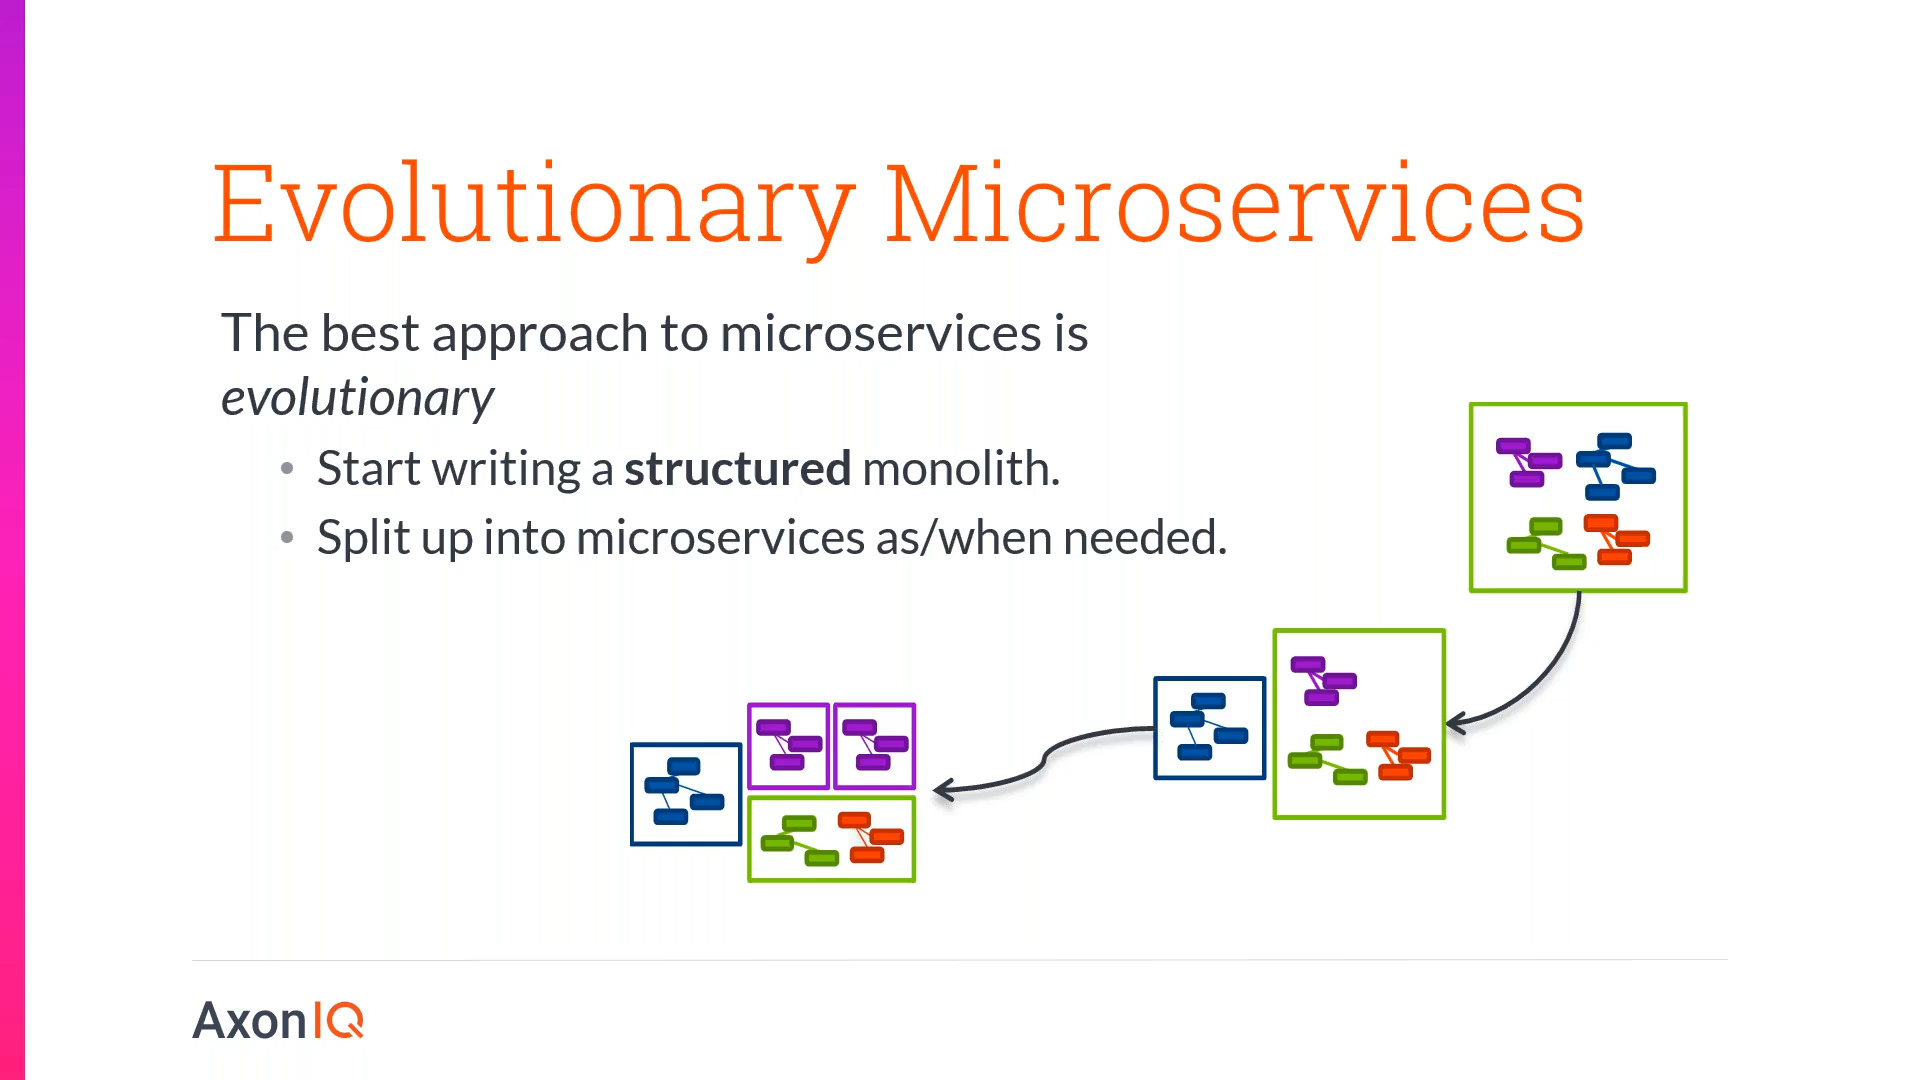 Evolutionary Microservices
The best approach to microservices is
evolutionary
• Start writing a structured monolith.
• Split up into microservices as/when needed.
AxonIQ